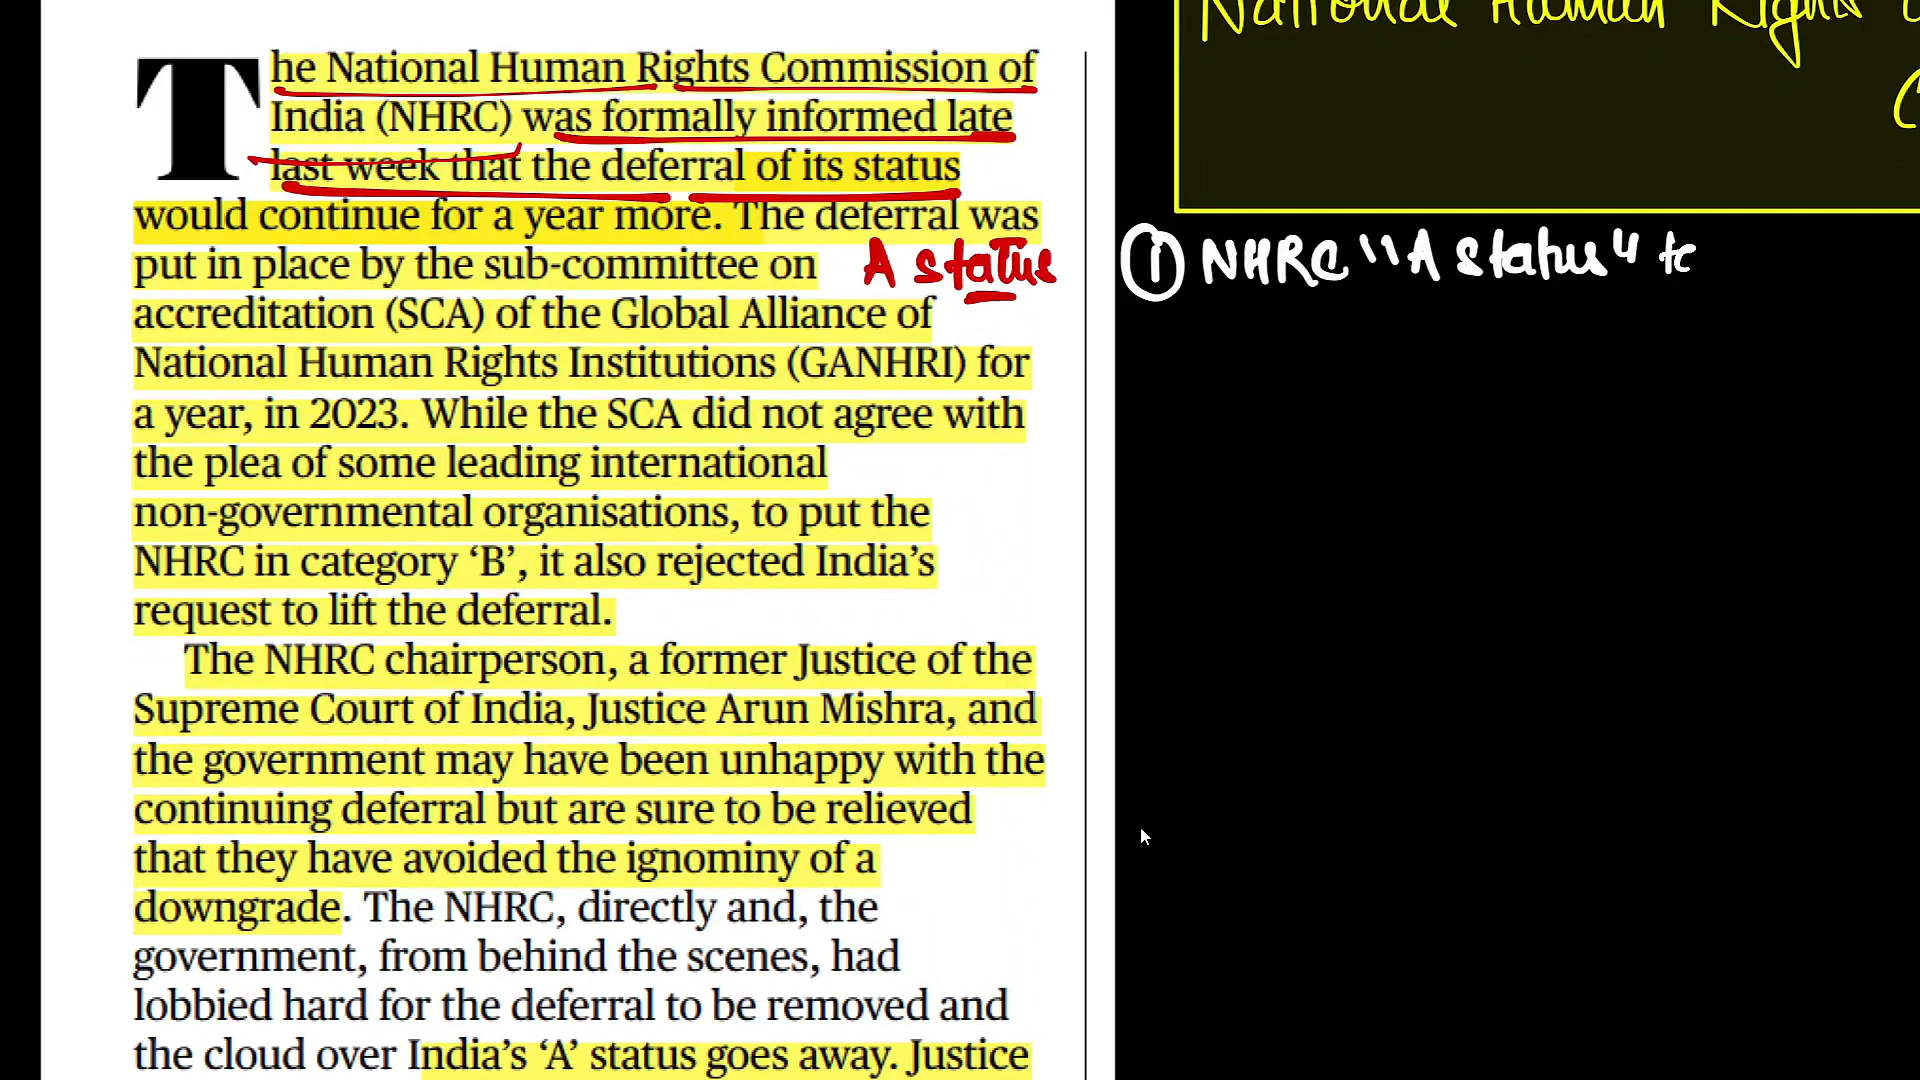 The National Human Rights Commission of
India (NHRC) was formally informed late
last week that the deferral of its status
would continue for a year more. The deferral was
put in place by the sub-committee on
A status
accreditation (SCA) of the Global Alliance of
National Human Rights Institutions (GANHRI) for
a year, in 2023. While the SCA did not agree with
the plea of some leading international
non-governmental organisations, to put the
NHRC in category ‘B’, it also rejected India’s
request to lift the deferral.
The NHRC chairperson, a former Justice of the
Supreme Court of India, Justice Arun Mishra, and
the government may have been unhappy with the
continuing deferral but are sure to be relieved
that they have avoided the ignominy of a
downgrade. The NHRC, directly and, the
government, from behind the scenes, had
lobbied hard for the deferral to be removed and
the cloud over India’s ‘A’ status goes away. Justice
National Human Rights
① NHRC "A status"